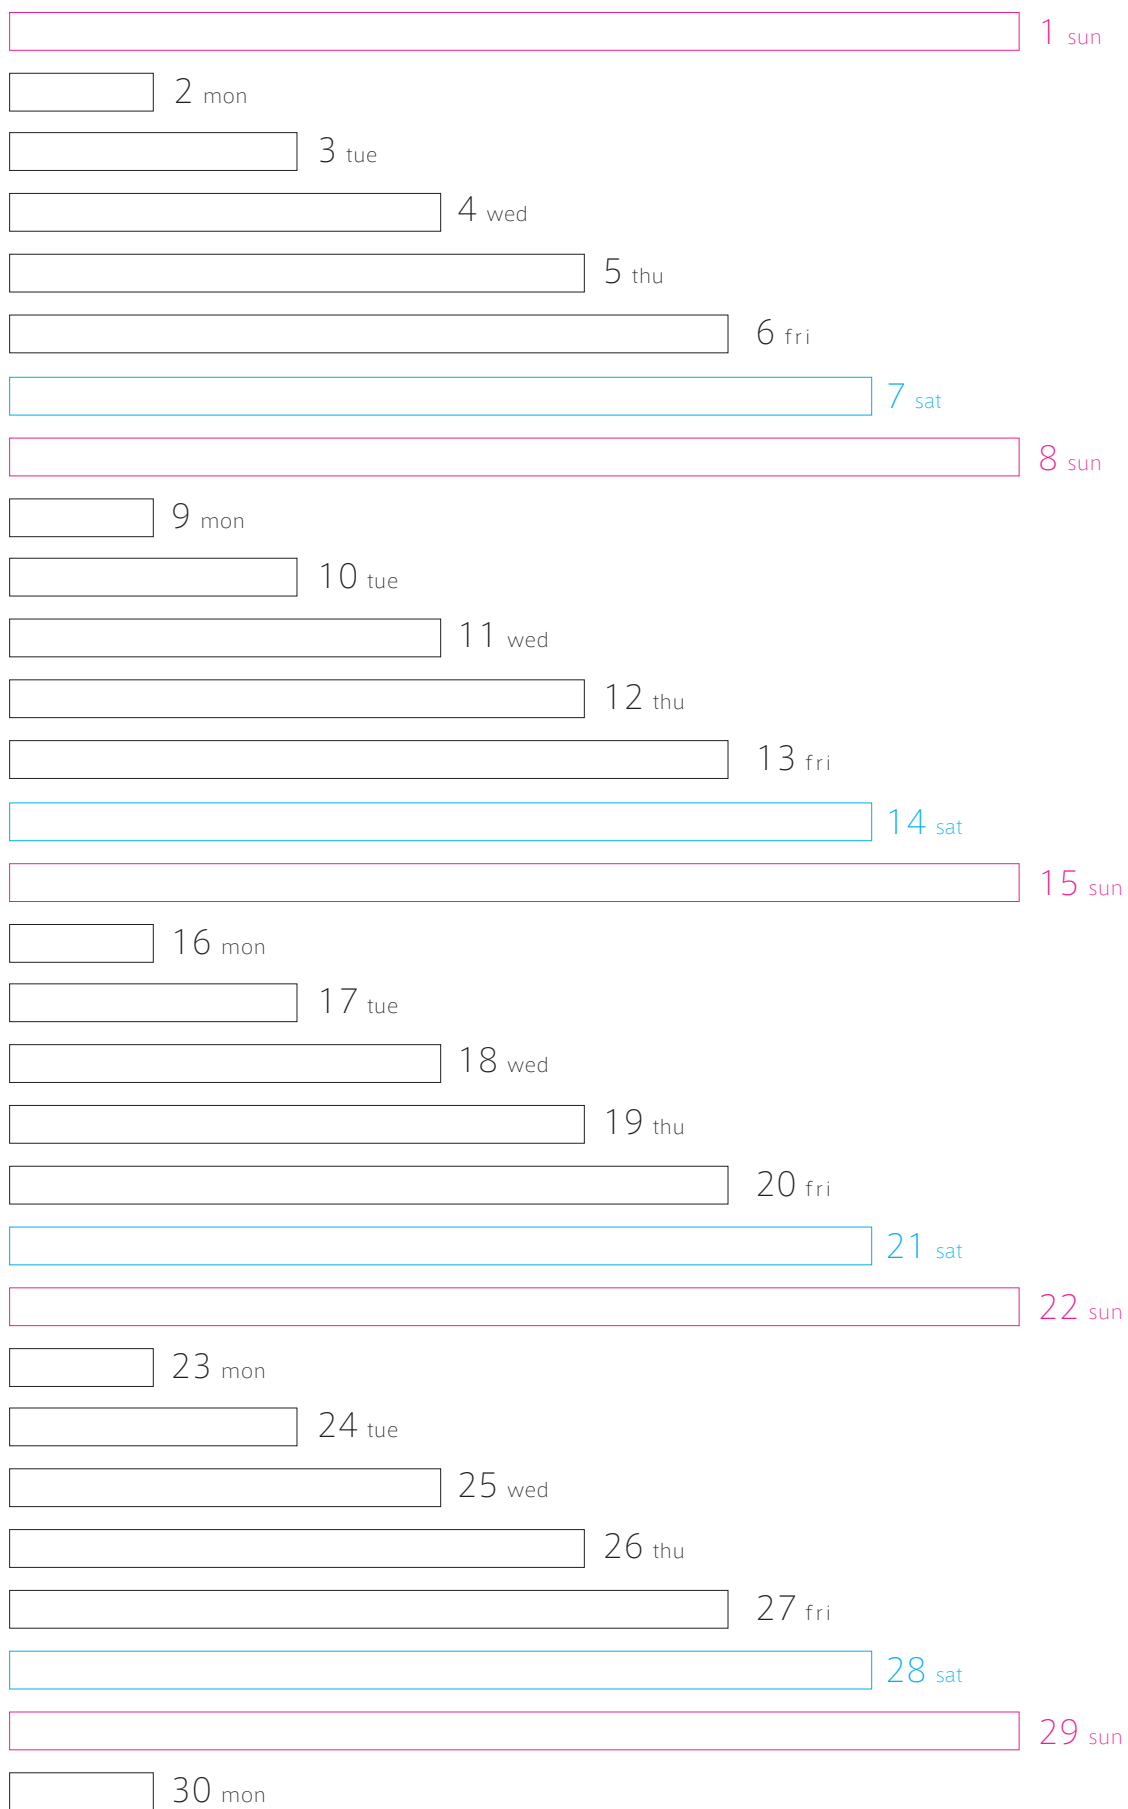 1 sun
2 mon
3 tue
4 wed
5 thu
6 fri
7 sat
8 sun
9 mon
10 tue
11 wed
12 thu
13 fri
14 sat
15 sun
16 mon
17 tue
18 wed
19 thu
20 fri
21 sat
22 sun
23 mon
24 tue
25 wed
26 thu
27 fri
28 sat
29 sun
30 mon